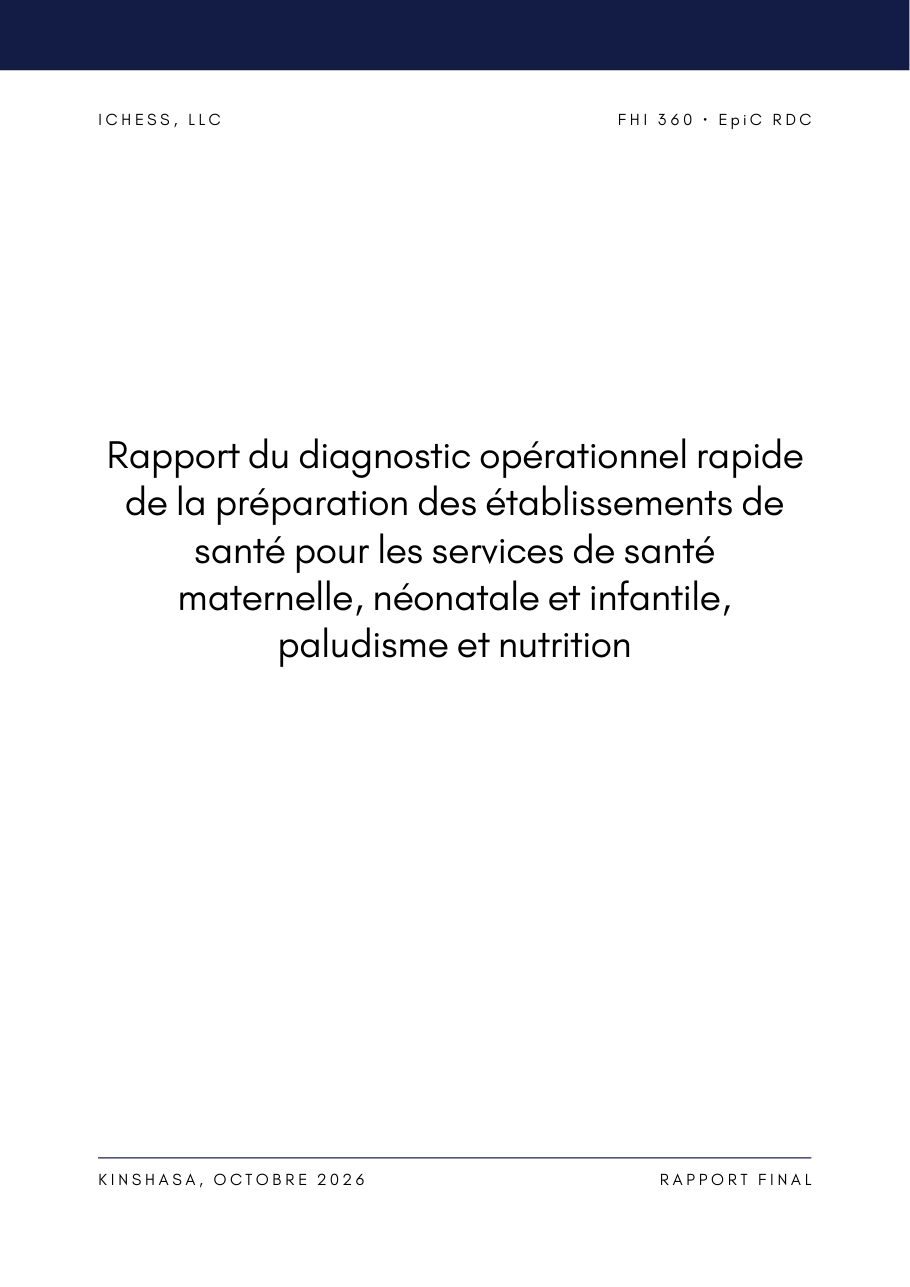 ICHESS, LLC
FHI 360 • EpiC RDC
Rapport du diagnostic opérationnel rapide
de la préparation des établissements de
santé pour les services de santé
maternelle, néonatale et infantile,
paludisme et nutrition
KINSHASA, OCTOBRE 2026
RAPPORT FINAL